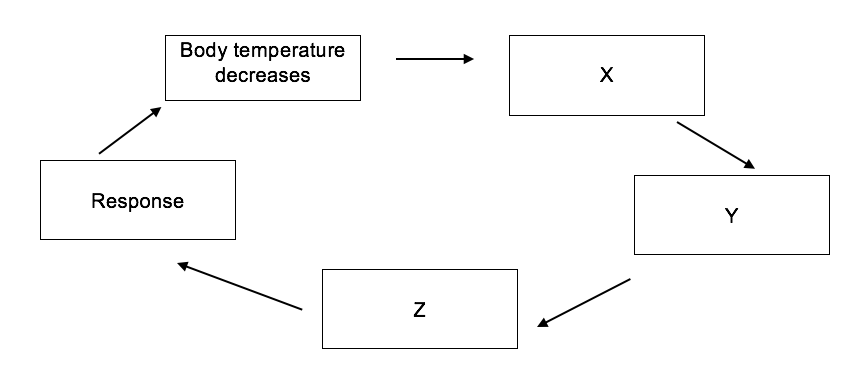 Body temperature
decreases
X
Response
Y
Z